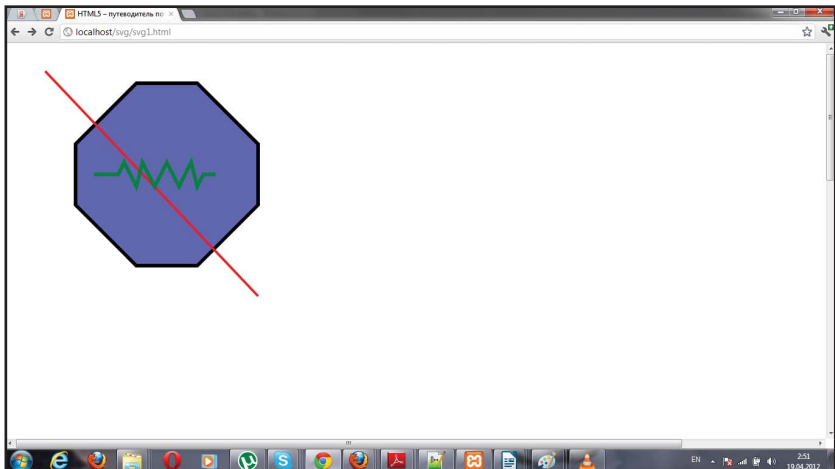 HTML5 – путеводитель по
localhost/svg/svg1.html
EN
2:51
19.04.2012